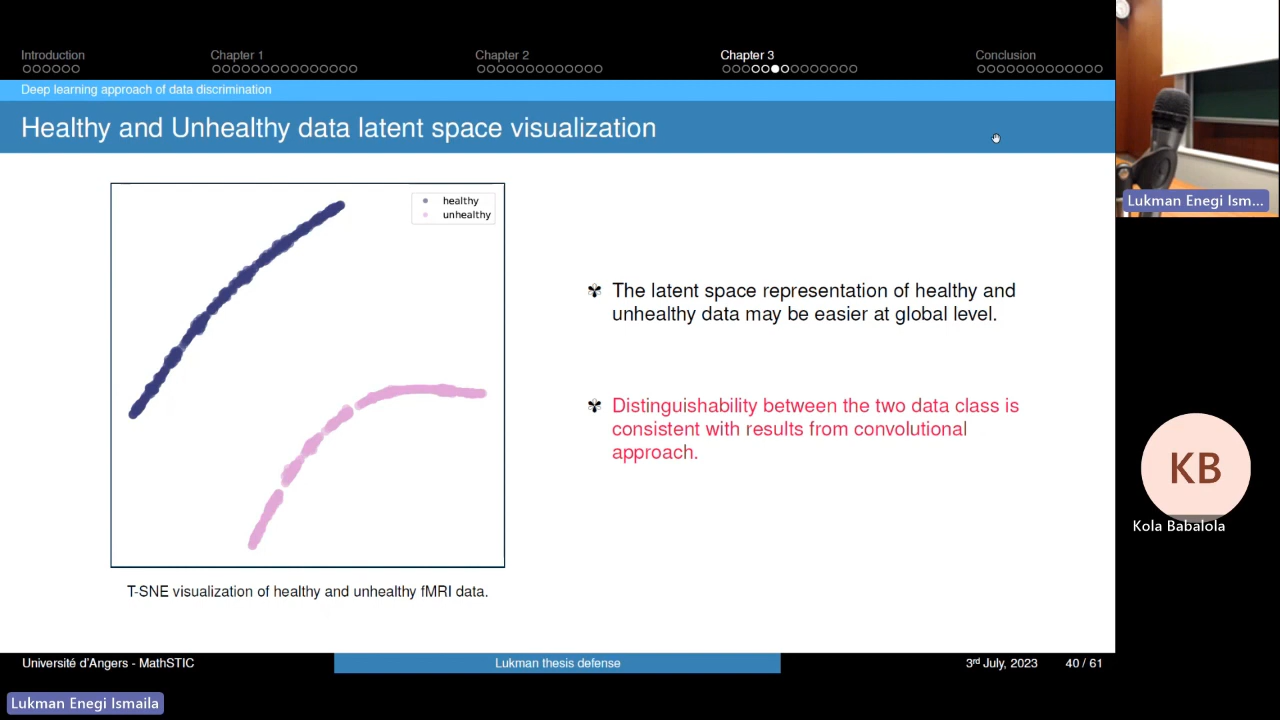 Introduction
Chapter 1
Chapter 2
Chapter 3
Conclusion
Deep learning approach of data discrimination
Healthy and Unhealthy data latent space visualization
healthy
unhealthy
The latent space representation of healthy and
unhealthy data may be easier at global level.
Distinguishability between the two data class is
consistent with results from convolutional
approach.
T-SNE visualization of healthy and unhealthy fMRI data.
Université d'Angers - MathSTIC
Lukman thesis defense
3rd July, 2023
40 / 61
Lukman Enegi Ismaila
Lukman Enegi Ism...
KB
Kola Babalola